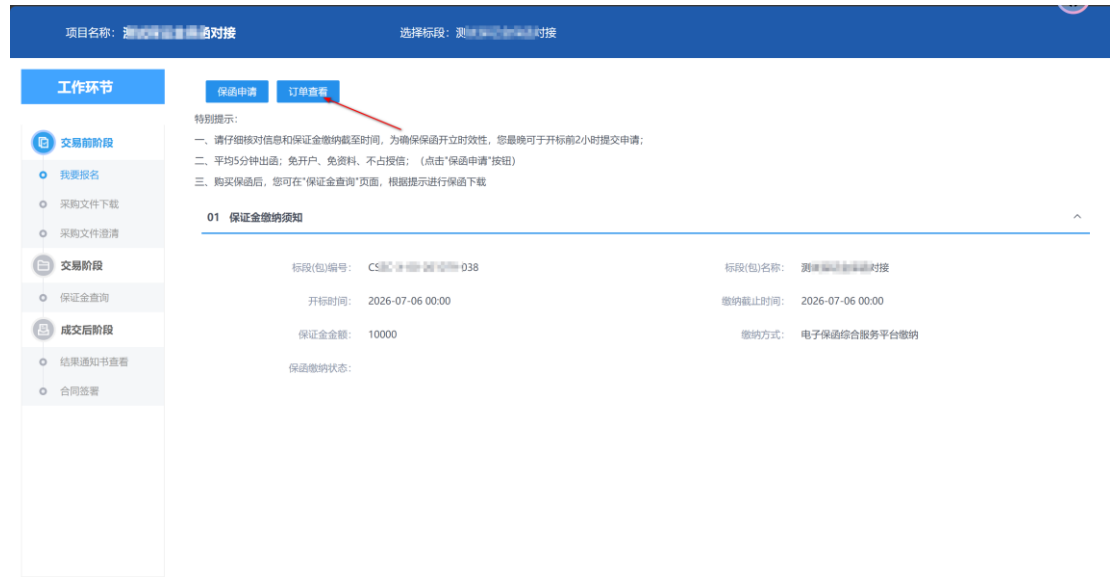 项目名称： 函对接 选择标段：测 对接
工作环节
保函申请 订单查看
特别提示：
一、请仔细核对信息和保证金缴纳截至时间，为确保保函开立时效性，您最晚可于开标前2小时提交申请；
二、平均5分钟出函；免开户、免资料、不占授信；（点击"保函申请"按钮）
三、购买保函后，您可在"保证金查询"页面，根据提示进行保函下载
交易前阶段
我要报名
采购文件下载
采购文件澄清
交易阶段
保证金查询
成交后阶段
结果通知书查看
合同签署
01 保证金缴纳须知
标段(包)编号： CS 038 标段(包)名称： 测 对接
开标时间： 2026-07-06 00:00 缴纳截止时间： 2026-07-06 00:00
保证金金额： 10000 缴纳方式： 电子保函综合服务平台缴纳
保函缴纳状态：